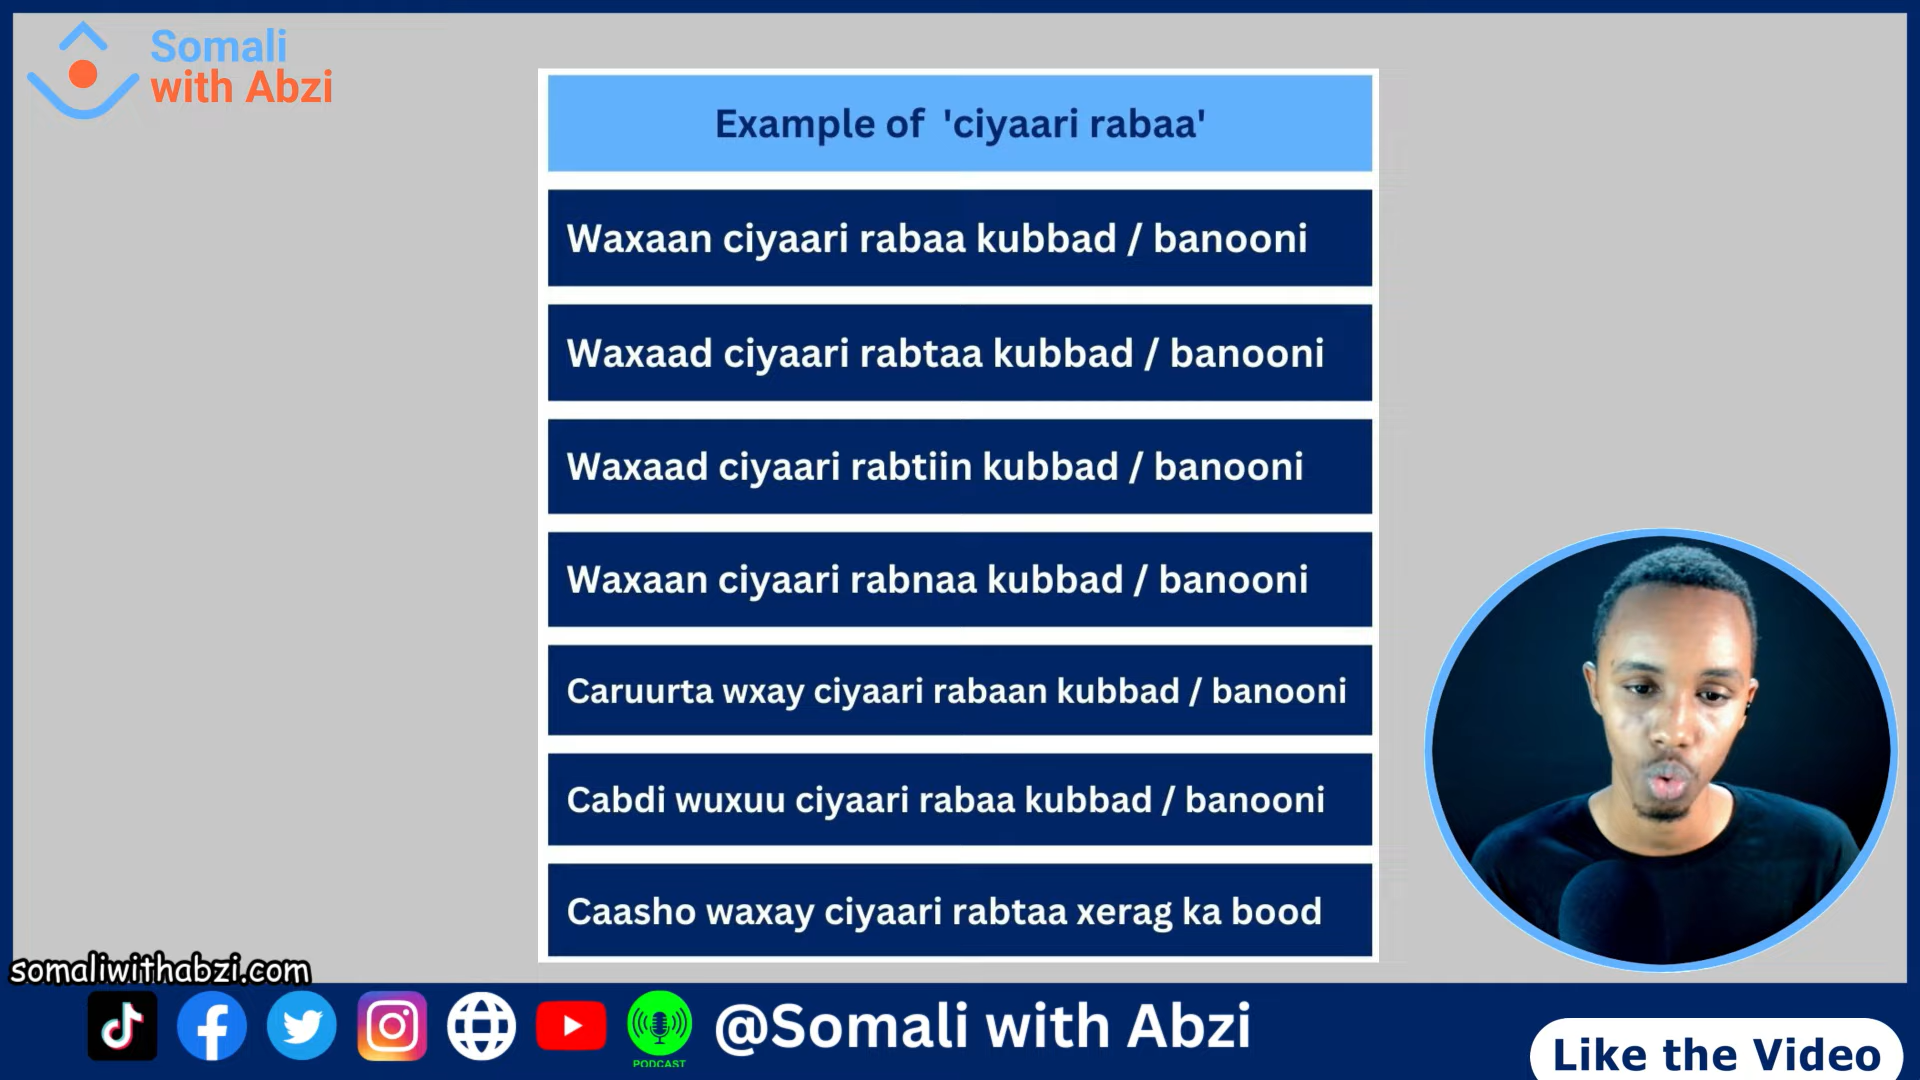 Somali
with Abzi
Example of 'ciyaari rabaa'
Waxaan ciyaari rabaa kubbad / banooni
Waxaad ciyaari rabtaa kubbad / banooni
Waxaad ciyaari rabtiin kubbad / banooni
Waxaan ciyaari rabnaa kubbad / banooni
Caruurta wxay ciyaari rabaan kubbad / banooni
Cabdi wuxuu ciyaari rabaa kubbad / banooni
Caasho waxay ciyaari rabtaa xerag ka bood
somaliwithabzi.com
PODCAST
@Somali with Abzi
Like the Video